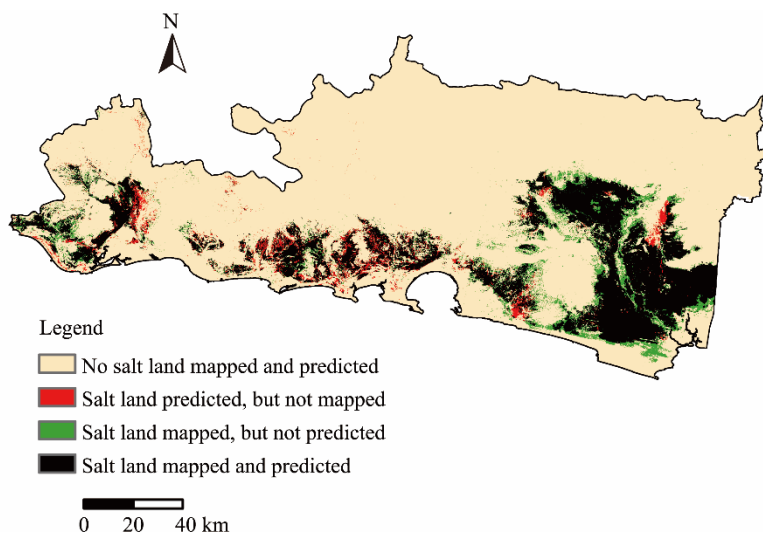 N
Legend
No salt land mapped and predicted
Salt land predicted, but not mapped
Salt land mapped, but not predicted
Salt land mapped and predicted
0 20 40 km